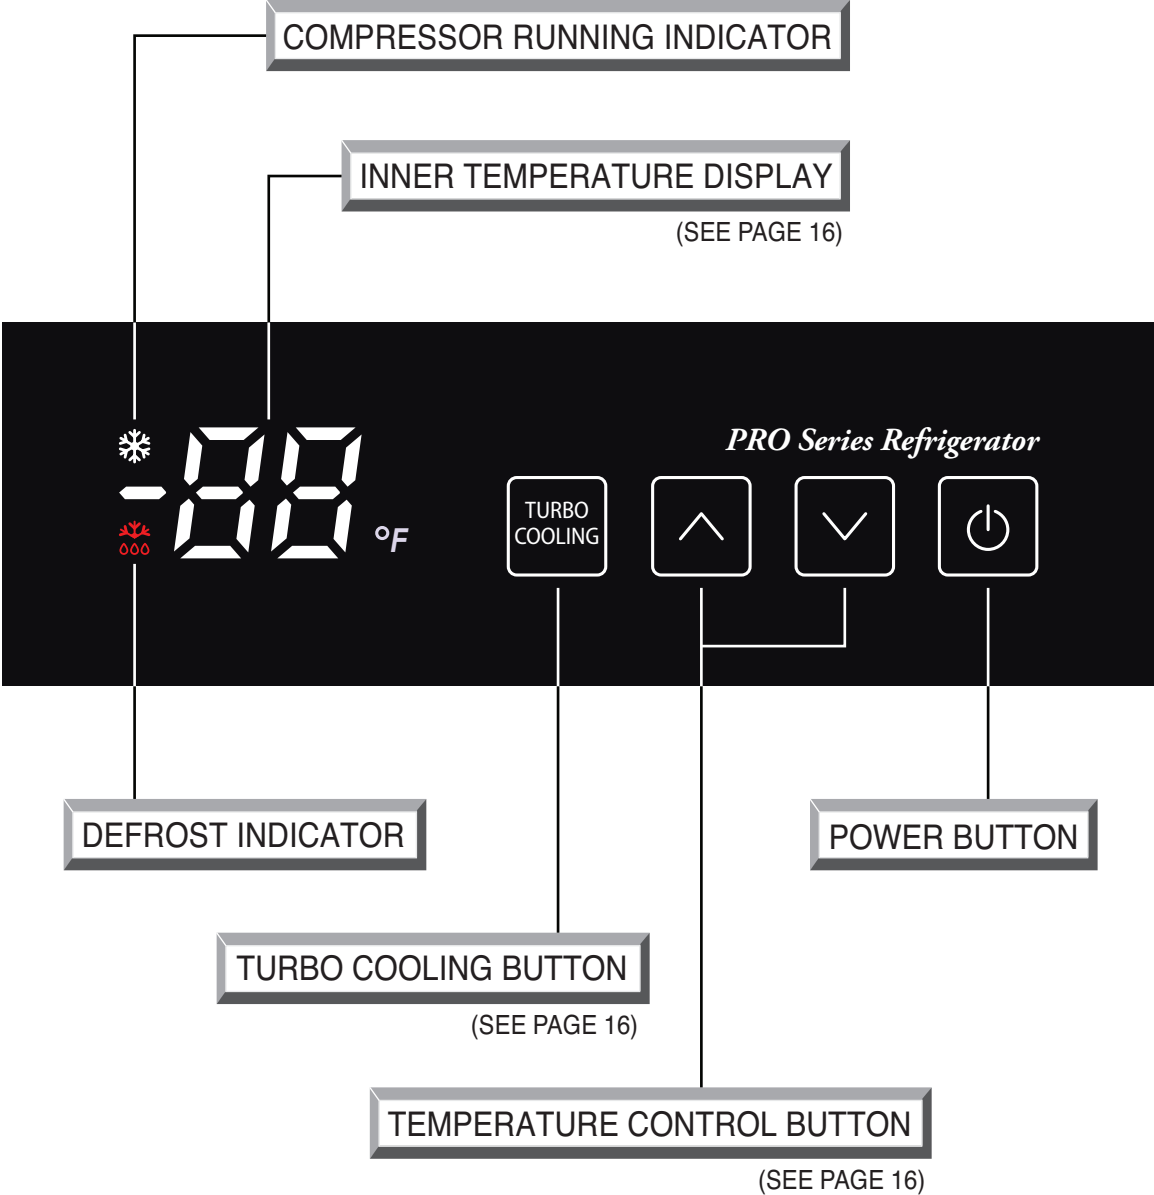 COMPRESSOR RUNNING INDICATOR
INNER TEMPERATURE DISPLAY
(SEE PAGE 16)
-88 °F
PRO Series Refrigerator
TURBO
COOLING
DEFROST INDICATOR
POWER BUTTON
TURBO COOLING BUTTON
(SEE PAGE 16)
TEMPERATURE CONTROL BUTTON
(SEE PAGE 16)